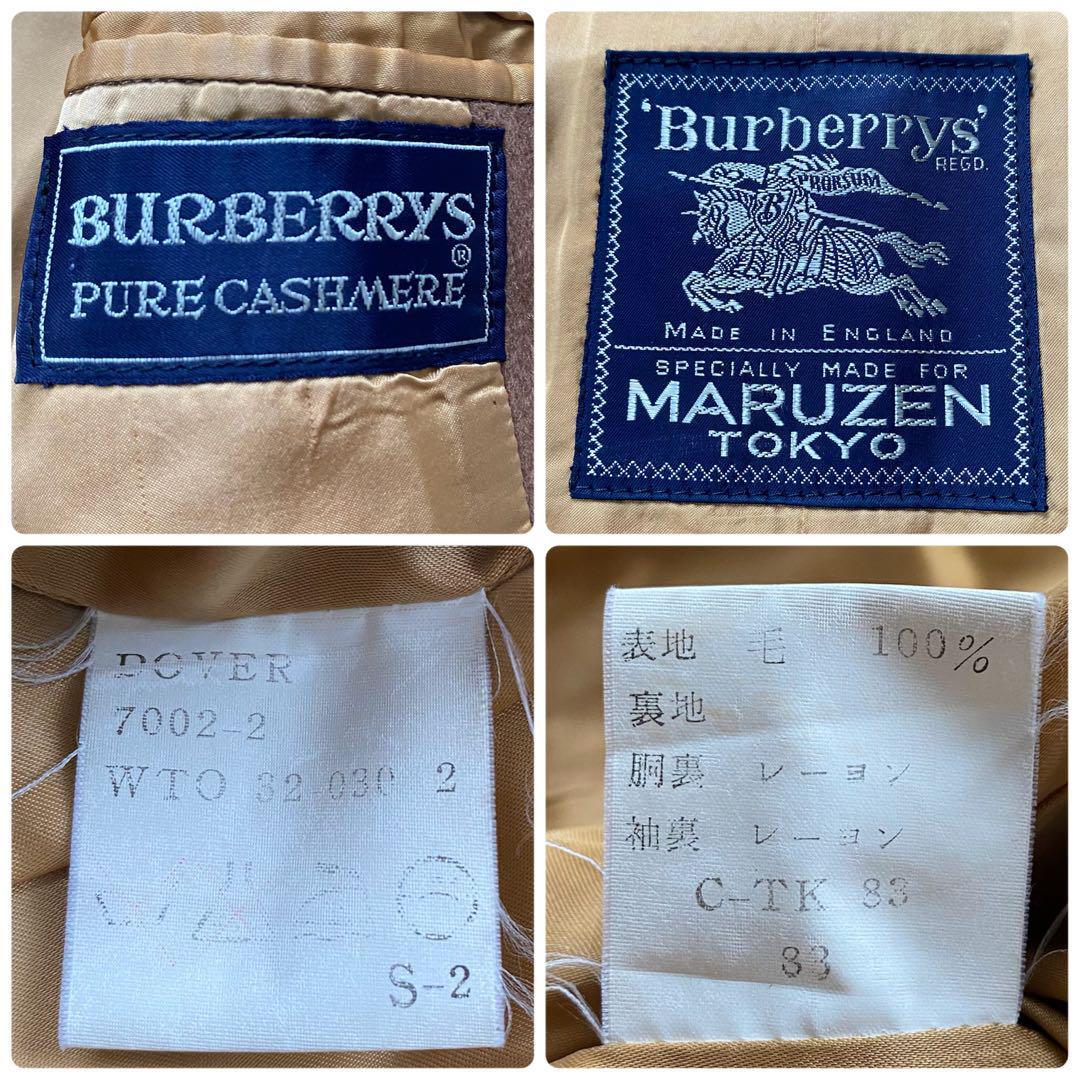 BURBERRYS
®
PURE CASHMERE
'Burberrys'
REGD.
PRORSUM
B
MADE IN ENGLAND
SPECIALLY MADE FOR
MARUZEN
TOKYO
DOVER
7002-2
WTO 32-030 2
S-2
表地 毛 100%
裏地
胴裏 レーヨン
袖裏 レーヨン
C-TK 83
83